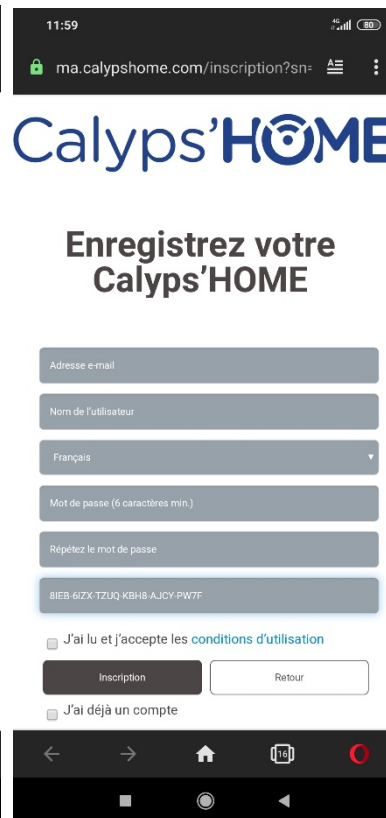 11:59
4G
80
ma.calypshome.com/inscription?sn=
Calyps'HOME
Enregistrez votre
Calyps'HOME
Adresse e-mail
Nom de l'utilisateur
Français
Mot de passe (6 caractères min.)
Répétez le mot de passe
8IEB-6IZX-TZUQ-KBH8-AJCY-PW7F
J'ai lu et j'accepte les conditions d'utilisation
Inscription Retour
J'ai déjà un compte
16